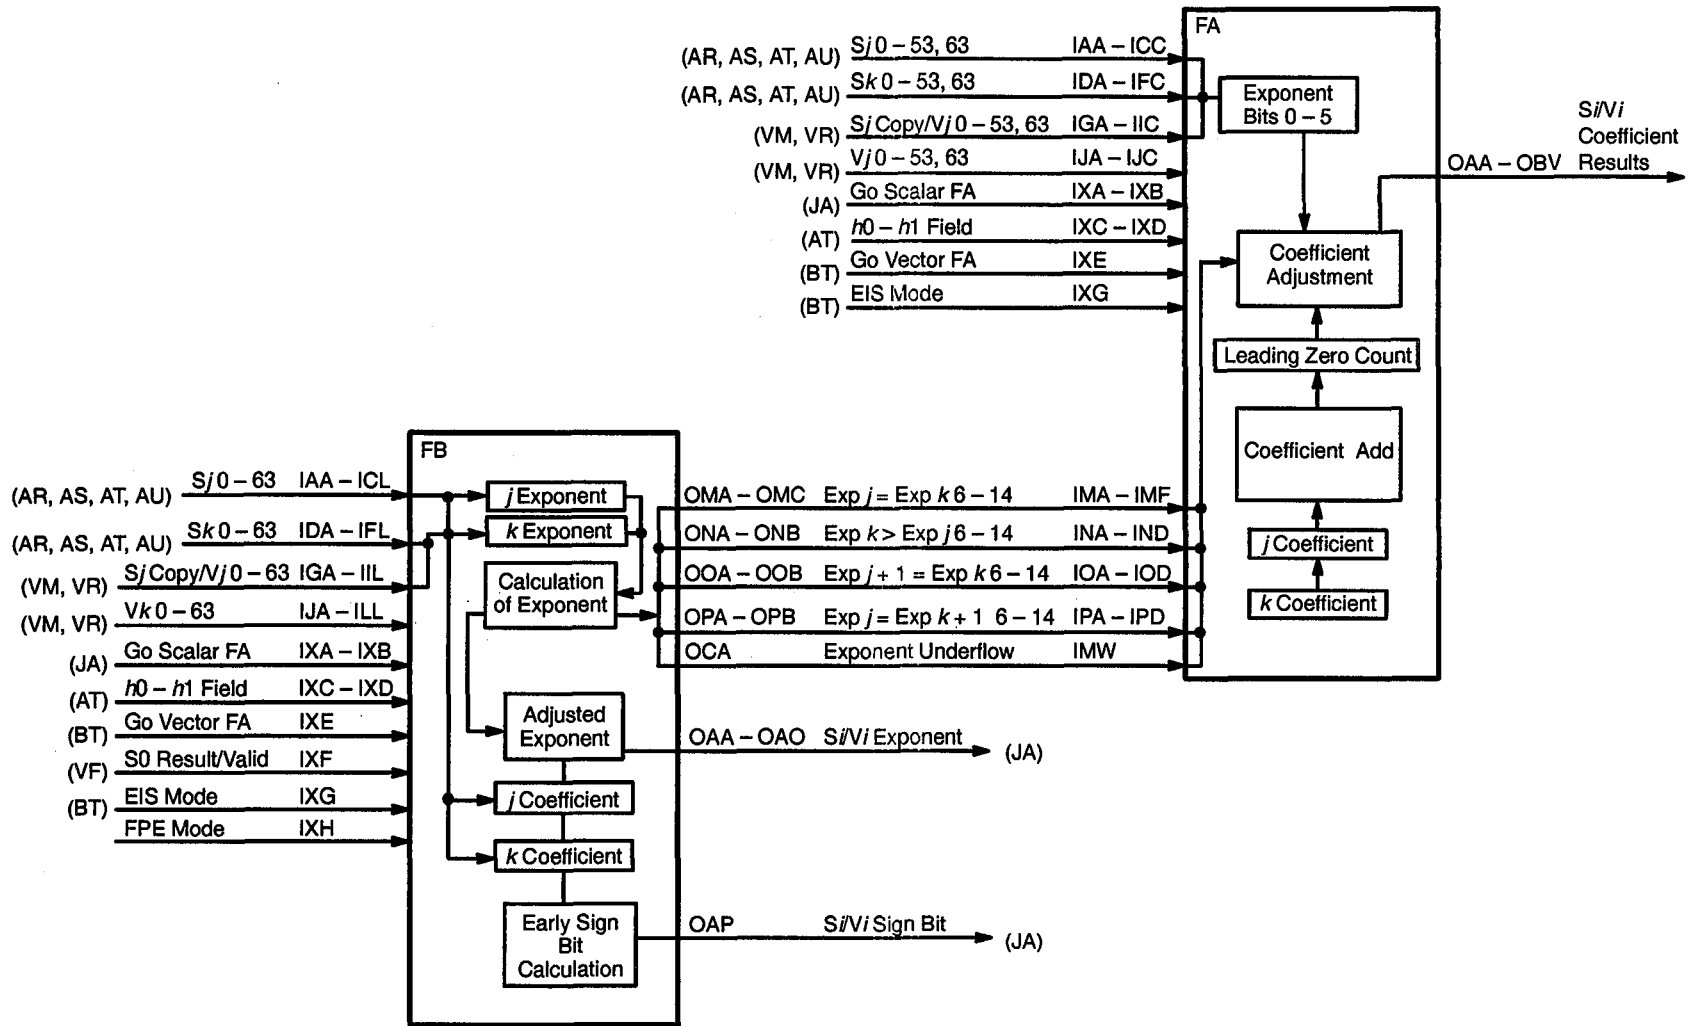 FA
(AR, AS, AT, AU) Sj 0 – 53, 63 IAA – ICC
(AR, AS, AT, AU) Sk 0 – 53, 63 IDA – IFC
(VM, VR) Sj Copy/Vj 0 – 53, 63 IGA – IIC
(VM, VR) Vj 0 – 53, 63 IJA – IJC
(JA) Go Scalar FA IXA – IXB
(AT) h0 – h1 Field IXC – IXD
(BT) Go Vector FA IXE
(BT) EIS Mode IXG
Exponent
Bits 0 – 5
Coefficient
Adjustment
Leading Zero Count
Coefficient Add
j Coefficient
k Coefficient
OAA – OBV
Si/Vi
Coefficient
Results
FB
(AR, AS, AT, AU) Sj 0 – 63 IAA – ICL
(AR, AS, AT, AU) Sk 0 – 63 IDA – IFL
(VM, VR) Sj Copy/Vj 0 – 63 IGA – IIL
(VM, VR) Vk 0 – 63 IJA – ILL
(JA) Go Scalar FA IXA – IXB
(AT) h0 – h1 Field IXC – IXD
(BT) Go Vector FA IXE
(VF) S0 Result/Valid IXF
(BT) EIS Mode IXG
FPE Mode IXH
j Exponent
k Exponent
Calculation
of Exponent
Adjusted
Exponent
j Coefficient
k Coefficient
Early Sign
Bit
Calculation
OMA – OMC Exp j = Exp k 6 – 14 IMA – IMF
ONA – ONB Exp k > Exp j 6 – 14 INA – IND
OOA – OOB Exp j + 1 = Exp k 6 – 14 IOA – IOD
OPA – OPB Exp j = Exp k + 1 6 – 14 IPA – IPD
OCA Exponent Underflow IMW
OAA – OAO Si/Vi Exponent (JA)
OAP Si/Vi Sign Bit (JA)